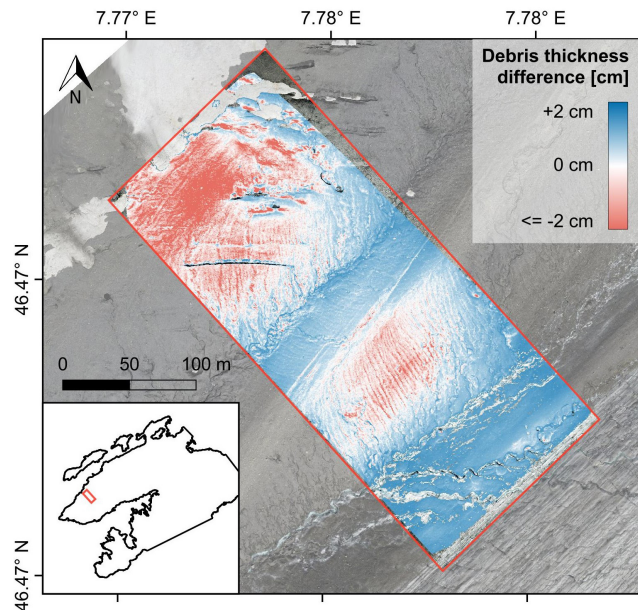 7.77° E
7.78° E
7.78° E
Debris thickness
difference [cm]
+2 cm
0 cm
<= -2 cm
N
46.47° N
0
50
100 m
46.47° N